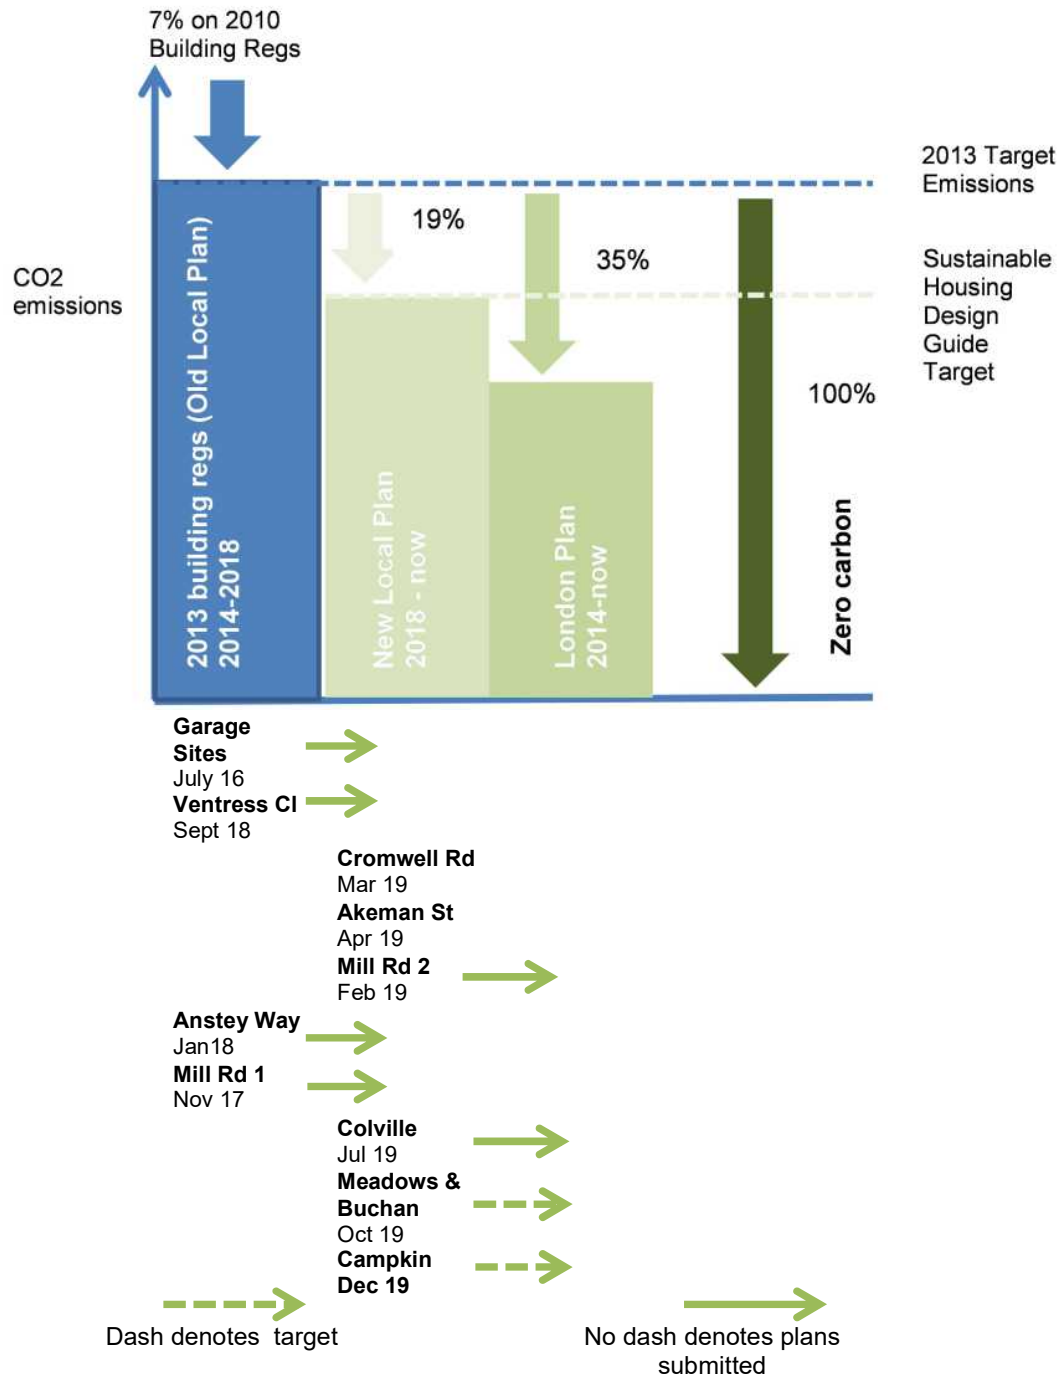 7% on 2010
Building Regs
2013 Target
Emissions
19%
35%
Sustainable
Housing
Design
Guide
Target
CO2
emissions
100%
2013 building regs (Old Local Plan)
2014-2018
New Local Plan
2018 - now
London Plan
2014-now
Zero carbon
Garage
Sites
July 16
Ventress Cl
Sept 18
Cromwell Rd
Mar 19
Akeman St
Apr 19
Mill Rd 2
Feb 19
Anstey Way
Jan18
Mill Rd 1
Nov 17
Colville
Jul 19
Meadows &
Buchan
Oct 19
Campkin
Dec 19
Dash denotes target
No dash denotes plans
submitted